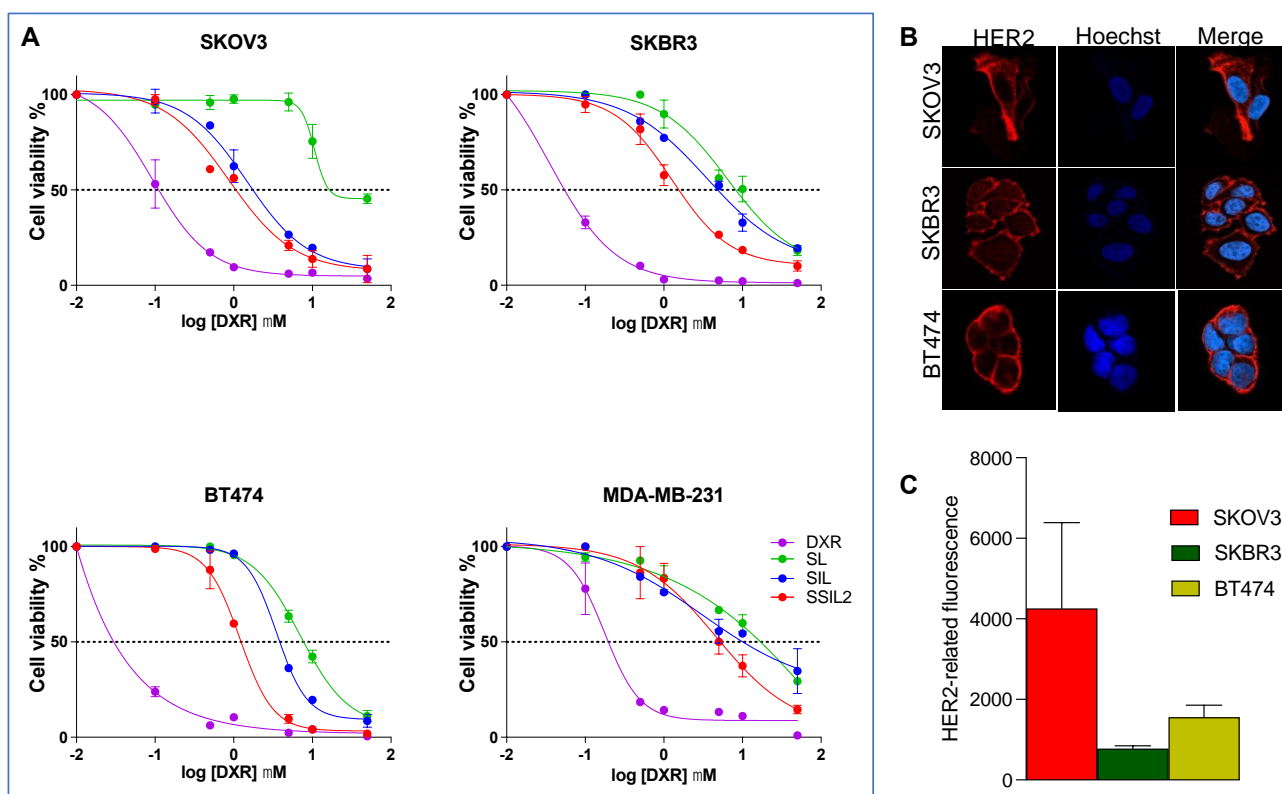 A
SKOV3
Cell viability %
100
50
0
-2 -1 0 1 2
log [DXR] mM
SKBR3
Cell viability %
100
50
0
-2 -1 0 1 2
log [DXR] mM
BT474
Cell viability %
100
50
0
-2 -1 0 1 2
log [DXR] mM
MDA-MB-231
Cell viability %
100
50
0
-2 -1 0 1 2
log [DXR] mM
DXR
SL
SIL
SSIL2
B
HER2 Hoechst Merge
SKOV3
SKBR3
BT474
C
HER2-related fluorescence
8000
6000
4000
2000
0
SKOV3
SKBR3
BT474